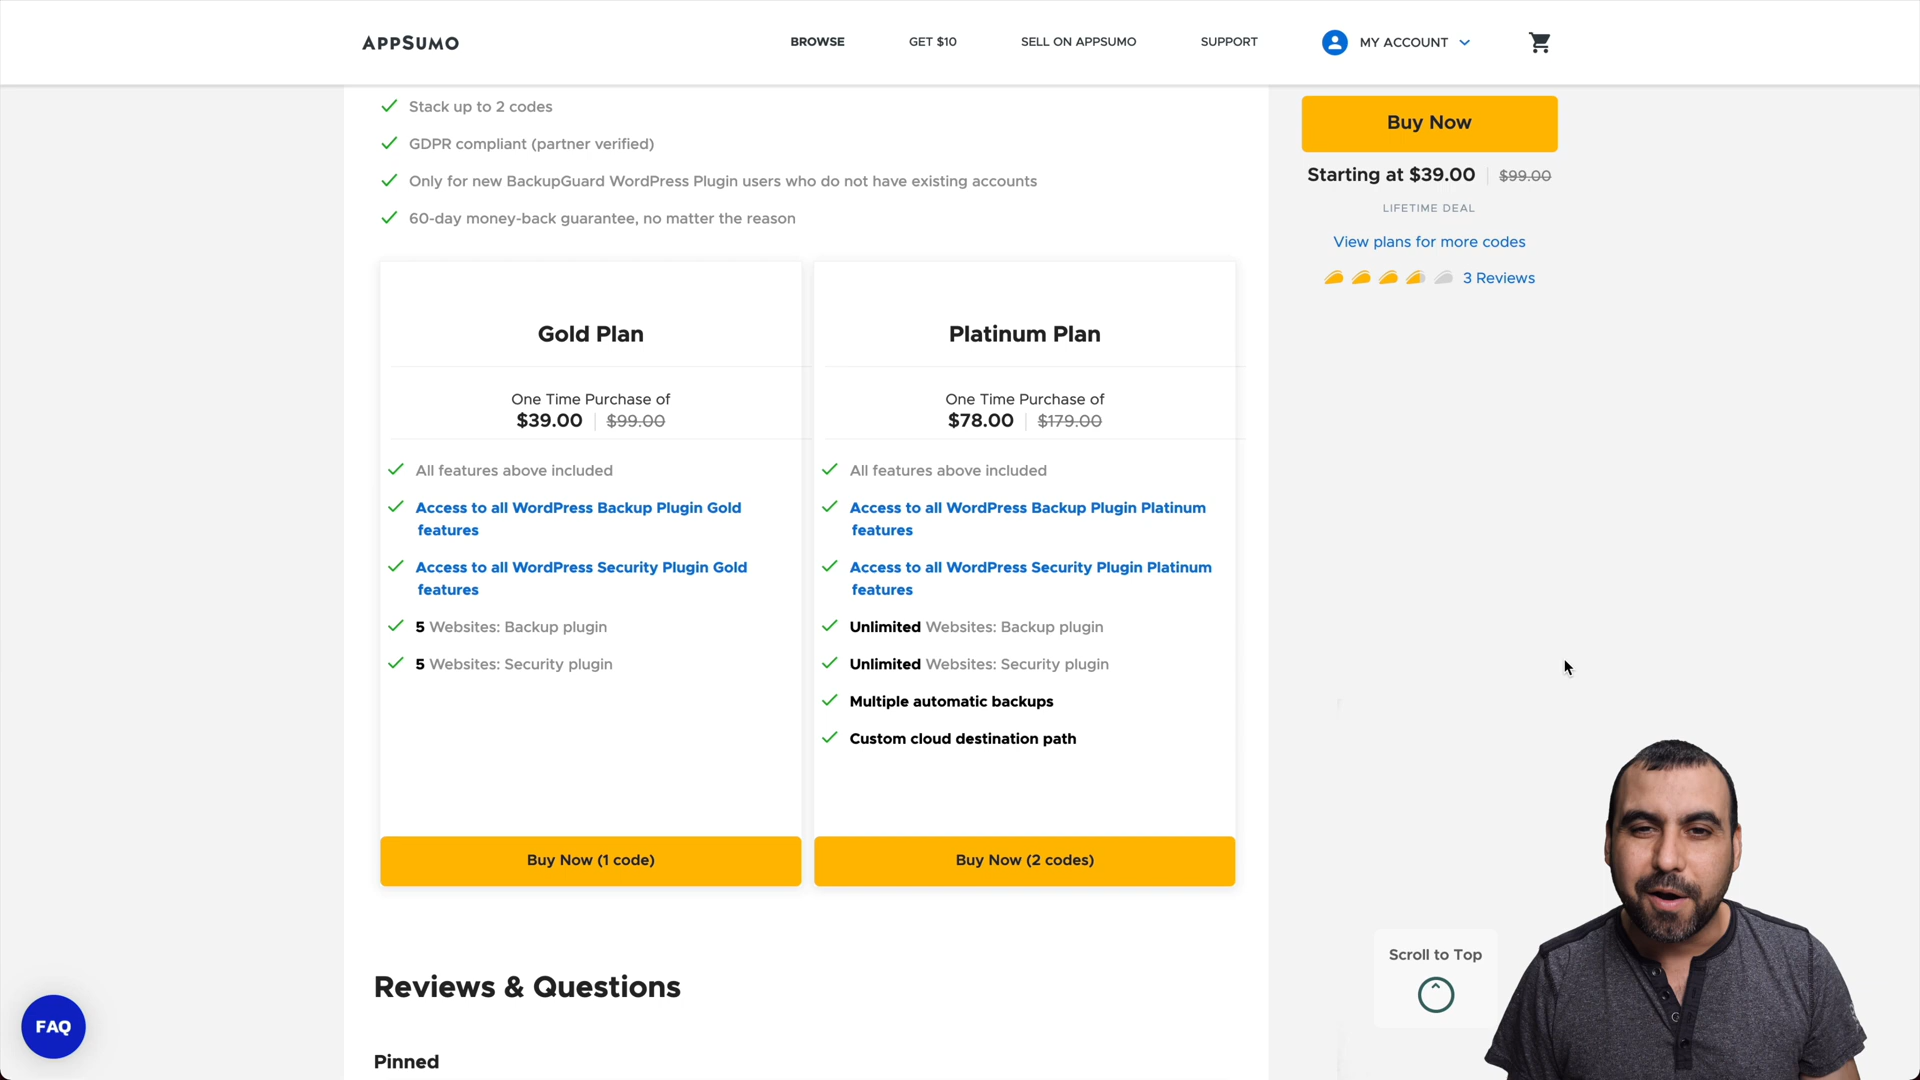 APPSUMO
BROWSE
GET $10
SELL ON APPSUMO
SUPPORT
MY ACCOUNT
Stack up to 2 codes
GDPR compliant (partner verified)
Only for new BackupGuard WordPress Plugin users who do not have existing accounts
60-day money-back guarantee, no matter the reason
Buy Now
Starting at $39.00 $99.00
LIFETIME DEAL
View plans for more codes
3 Reviews
Gold Plan
One Time Purchase of
$39.00 $99.00
All features above included
Access to all WordPress Backup Plugin Gold
features
Access to all WordPress Security Plugin Gold
features
5 Websites: Backup plugin
5 Websites: Security plugin
Buy Now (1 code)
Platinum Plan
One Time Purchase of
$78.00 $179.00
All features above included
Access to all WordPress Backup Plugin Platinum
features
Access to all WordPress Security Plugin Platinum
features
Unlimited Websites: Backup plugin
Unlimited Websites: Security plugin
Multiple automatic backups
Custom cloud destination path
Buy Now (2 codes)
Scroll to Top
Reviews & Questions
FAQ
Pinned